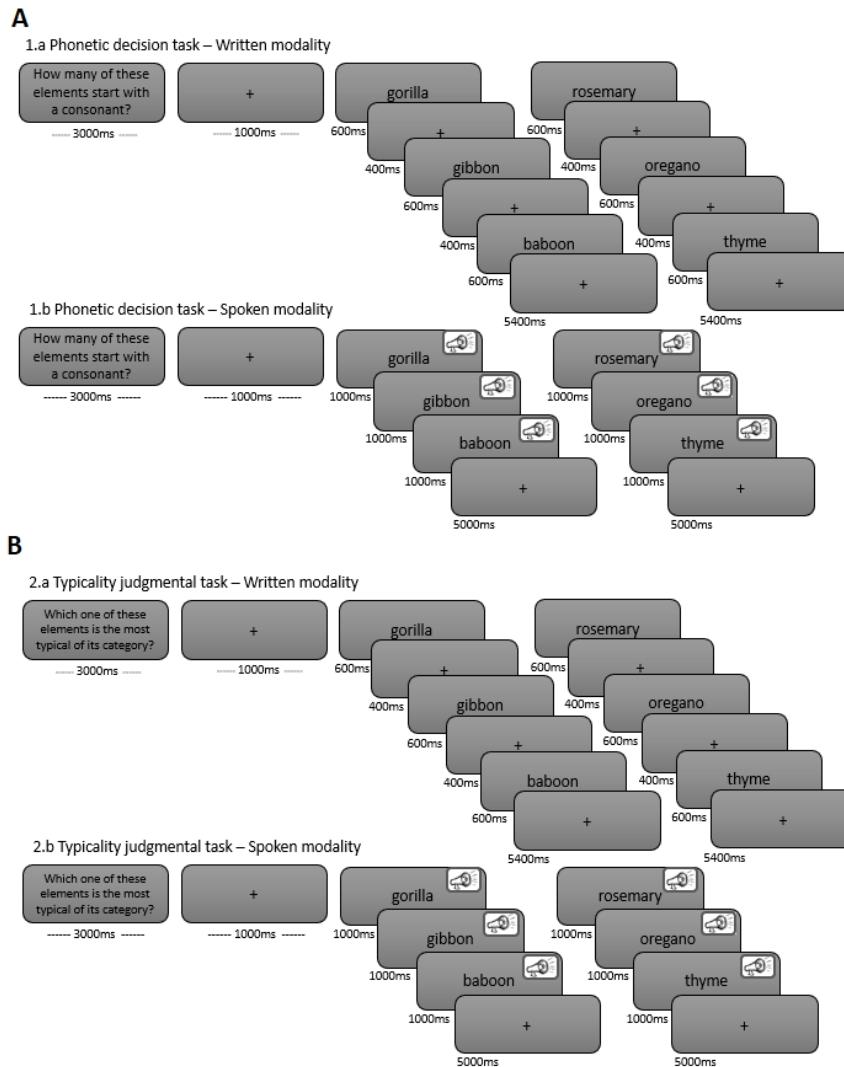 A
1.a Phonetic decision task – Written modality
How many of these
elements start with
a consonant?
------ 3000ms ------
+
------ 1000ms ------
gorilla
600ms
+
400ms
gibbon
600ms
+
400ms
baboon
600ms
+
5400ms
rosemary
600ms
+
400ms
oregano
600ms
+
400ms
thyme
600ms
+
5400ms
1.b Phonetic decision task – Spoken modality
How many of these
elements start with
a consonant?
------ 3000ms ------
+
------ 1000ms ------
gorilla
1000ms
gibbon
1000ms
baboon
1000ms
+
5000ms
rosemary
1000ms
oregano
1000ms
thyme
1000ms
+
5000ms
B
2.a Typicality judgmental task – Written modality
Which one of these
elements is the most
typical of its category?
------ 3000ms ------
+
------ 1000ms ------
gorilla
600ms
+
400ms
gibbon
600ms
+
400ms
baboon
600ms
+
5400ms
rosemary
600ms
+
400ms
oregano
600ms
+
400ms
thyme
600ms
+
5400ms
2.b Typicality judgmental task – Spoken modality
Which one of these
elements is the most
typical of its category?
------ 3000ms ------
+
------ 1000ms ------
gorilla
1000ms
gibbon
1000ms
baboon
1000ms
+
5000ms
rosemary
1000ms
oregano
1000ms
thyme
1000ms
+
5000ms